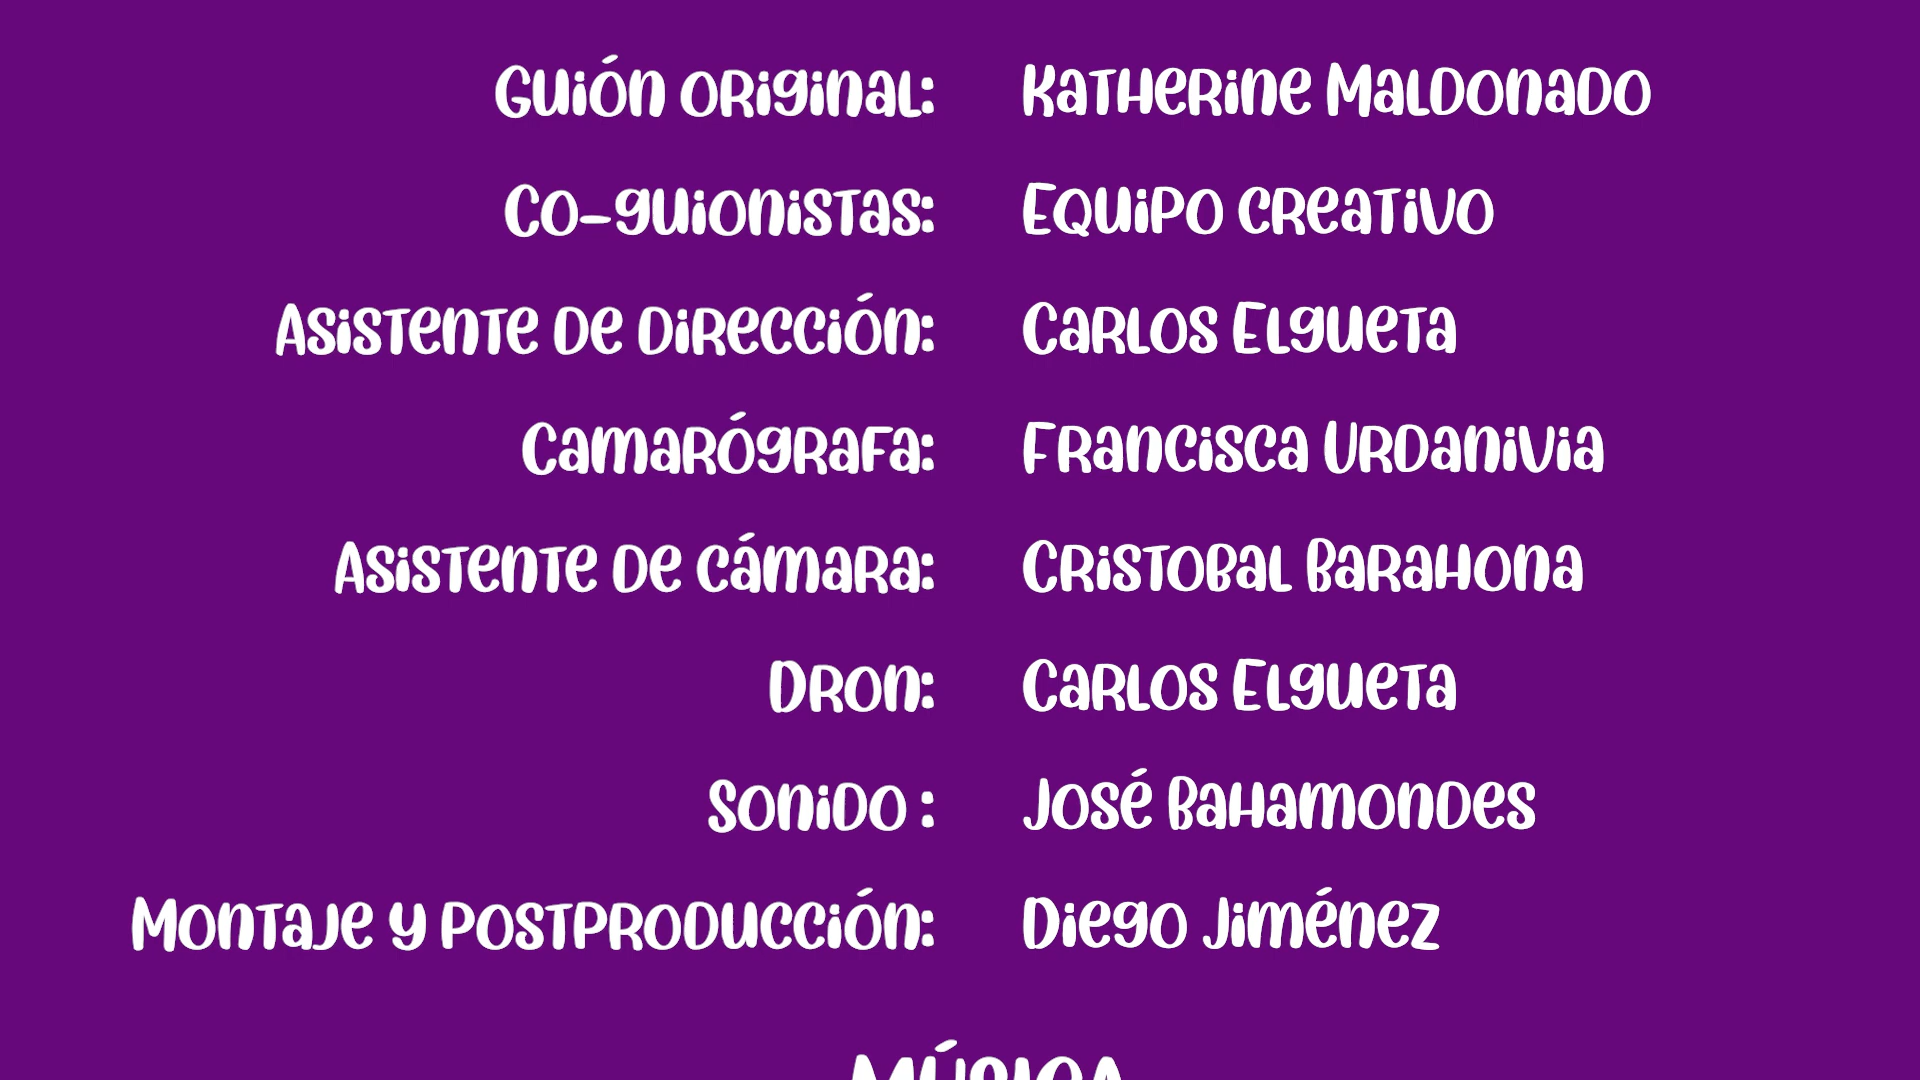 Guión original: Katherine Maldonado
Co-guionistas: Equipo creativo
Asistente de dirección: Carlos Elgueta
Camarógrafa: Francisca Urdanivia
Asistente de cámara: Cristobal Barahona
Dron: Carlos Elgueta
Sonido : José Bahamondes
Montaje y postproducción: Diego Jiménez
MÚSICA